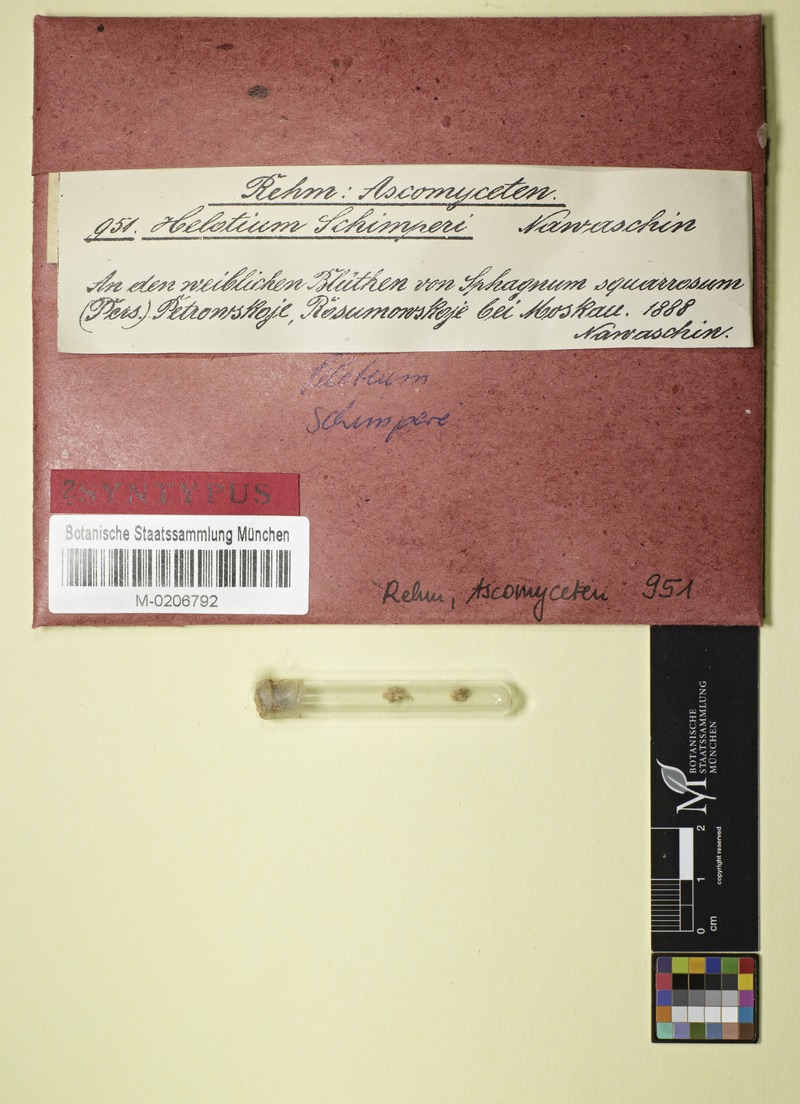 Rehm: Ascomyceten.
951. Helotium Schimperi Nawaschin
An den weiblichen Blüthen von Sphagnum squarrosum
(Pers.) Petrowskoje, Rasumowskoje bei Moskau. 1888
Nawaschin.
Helotium
Schimperi
?SYNTYPUS
Botanische Staatssammlung München
M-0206792
Rehm, Ascomyceten 951
BOTANISCHE
STAATSSAMMLUNG
MÜNCHEN
M
copyright reserved
0 1 2
cm